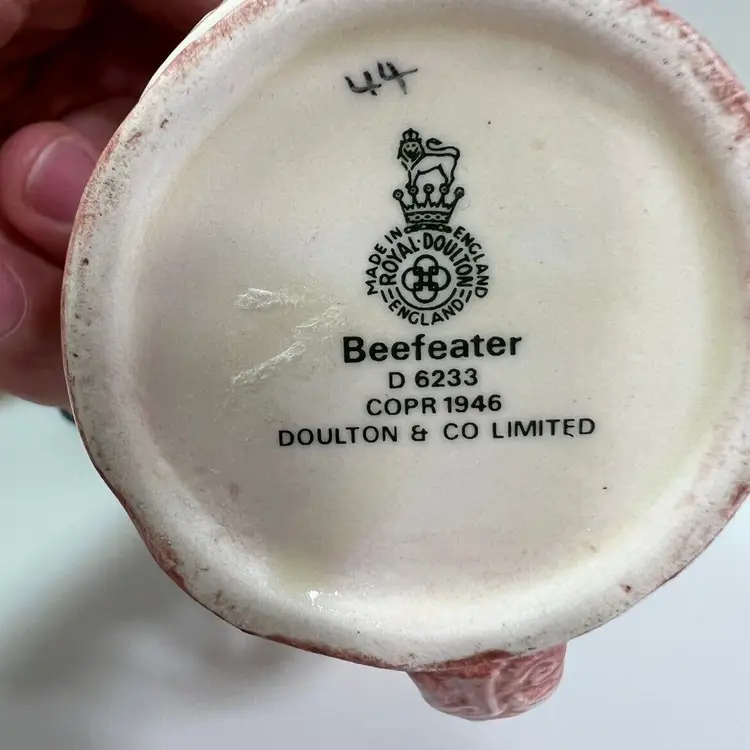 44
MADE IN ENGLAND
ROYAL·DOULTON
ENGLAND
Beefeater
D 6233
COPR 1946
DOULTON & CO LIMITED